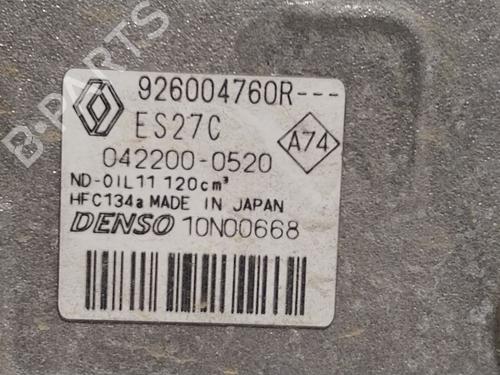 B-PARTS
926004760R---
ES27C
A74
042200-0520
ND-OIL11 120cm³
HFC134a MADE IN JAPAN
DENSO 10N00668